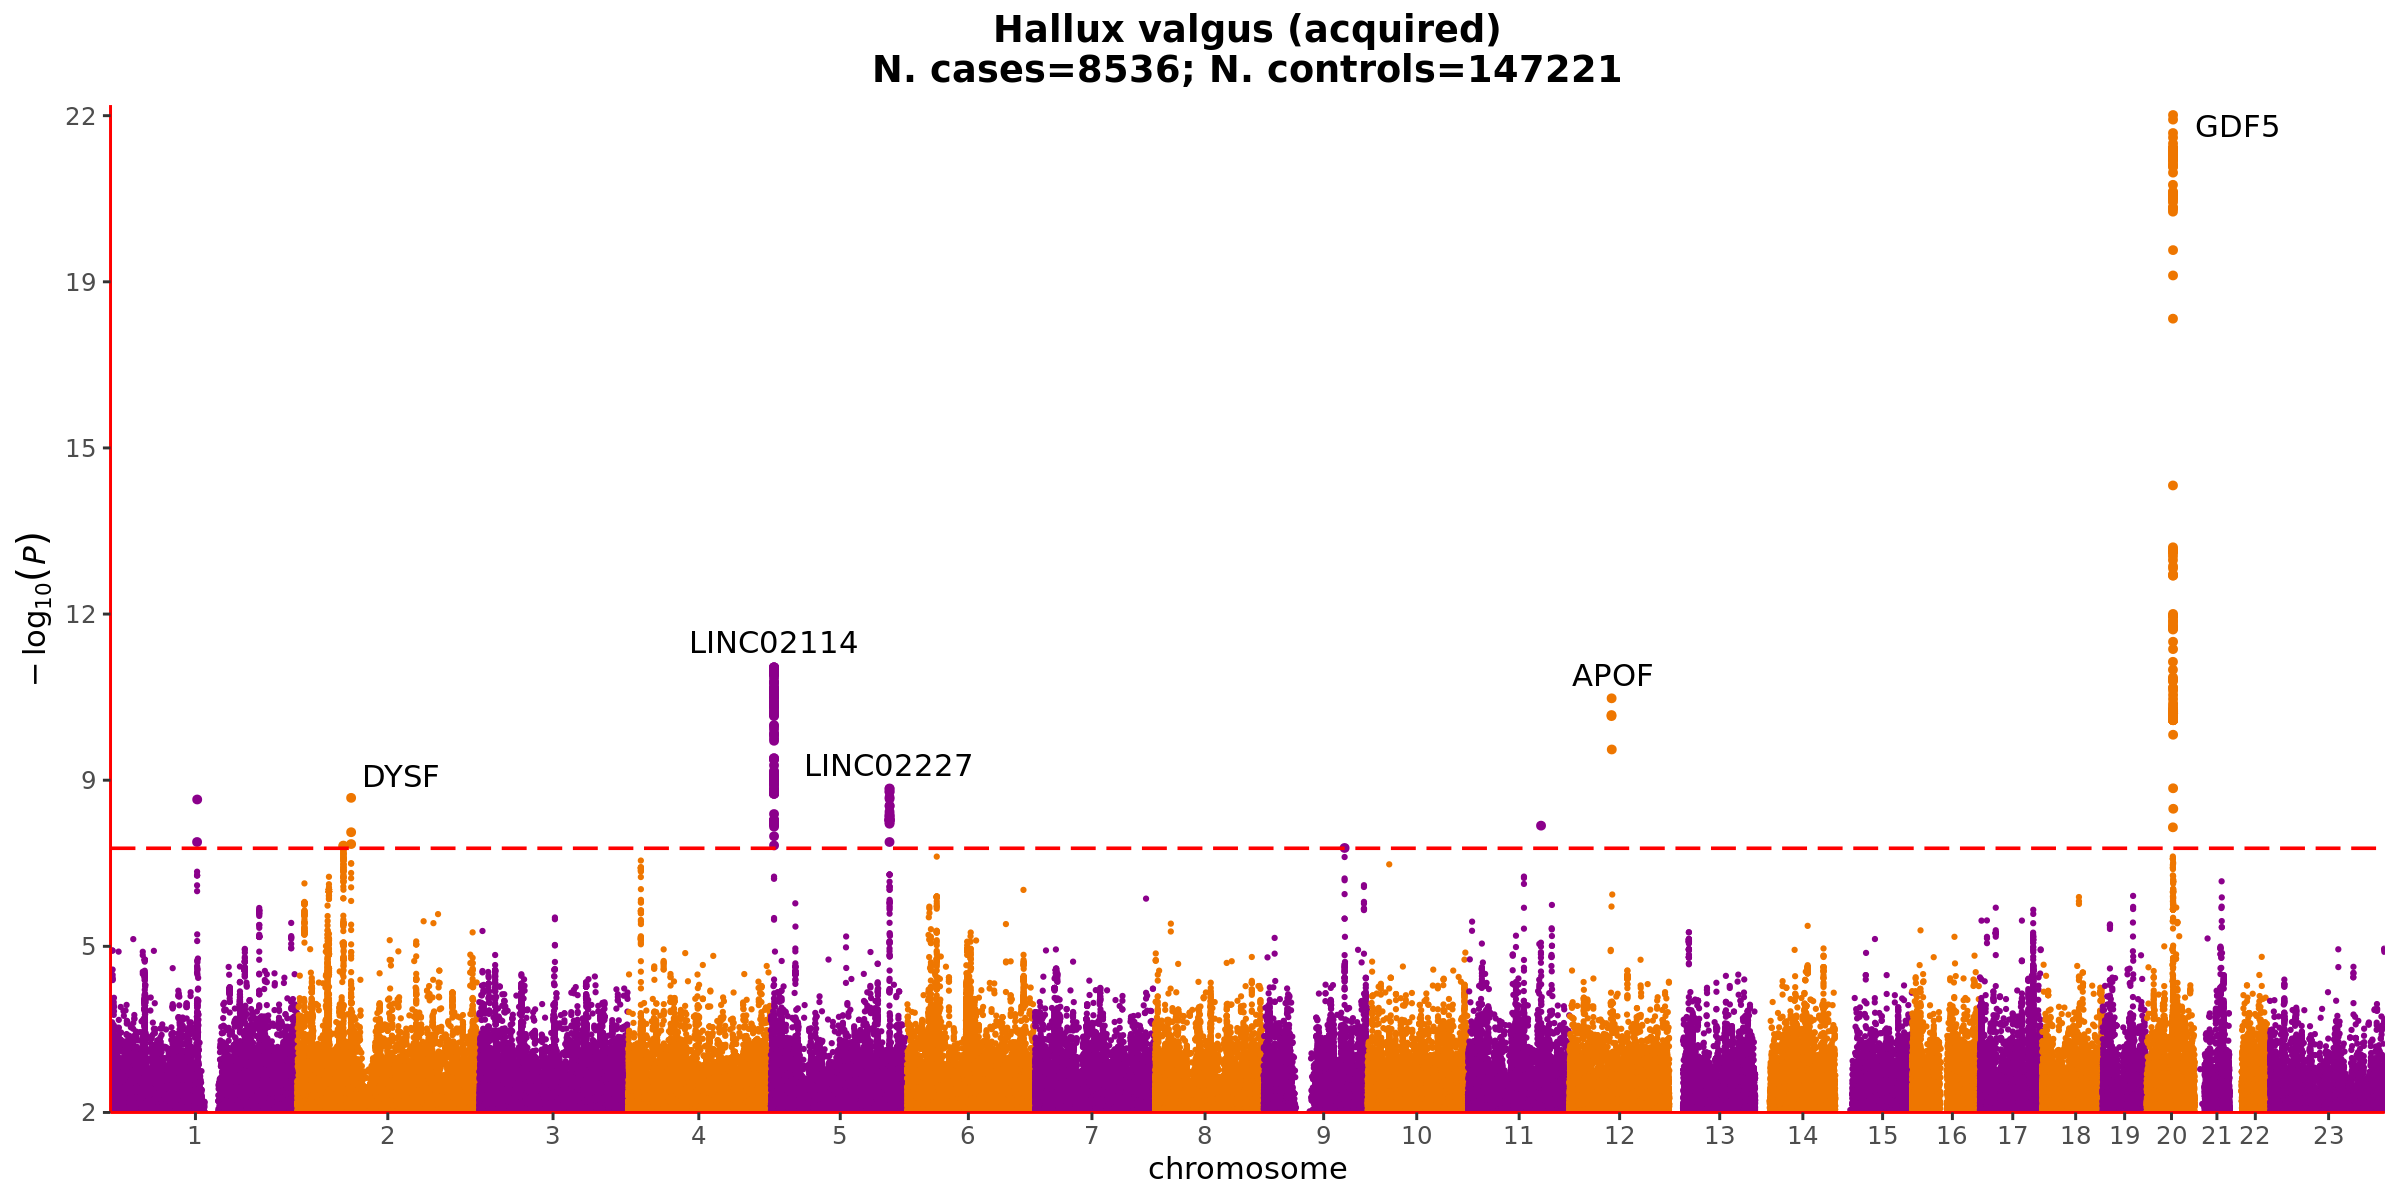 Hallux valgus (acquired)
N. cases=8536; N. controls=147221
22
GDF5
19
15
− log10(P)
12
LINC02114
APOF
LINC02227
DYSF
9
5
2
1 2 3 4 5 6 7 8 9 10 11 12 13 14 15 16 17 18 19 20 21 22 23
chromosome